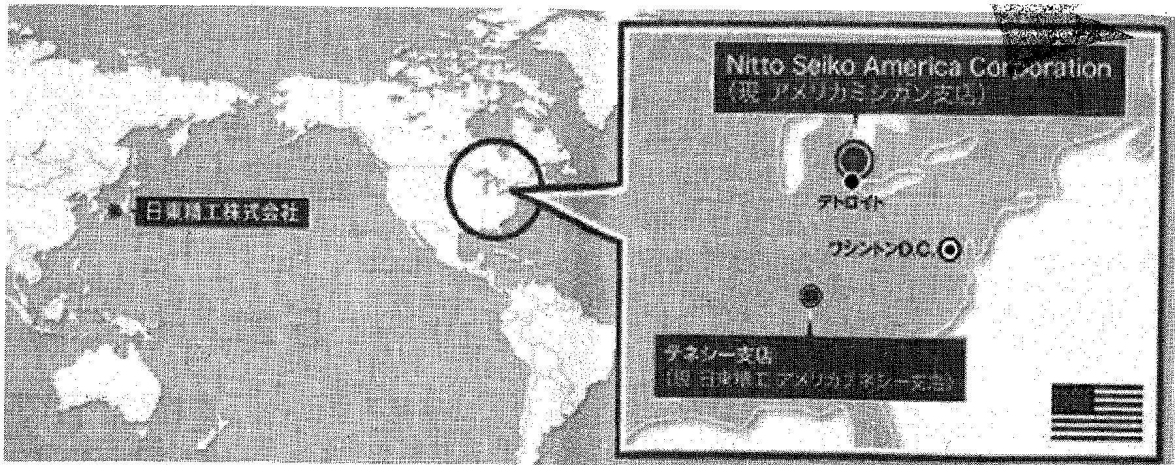 日東精工株式会社
Nitto Seiko America Corporation
(現 アメリカミシガン支店)
デトロイト
ワシントンD.C.
テネシー支店
日東精工 アメリカテネシー支店)